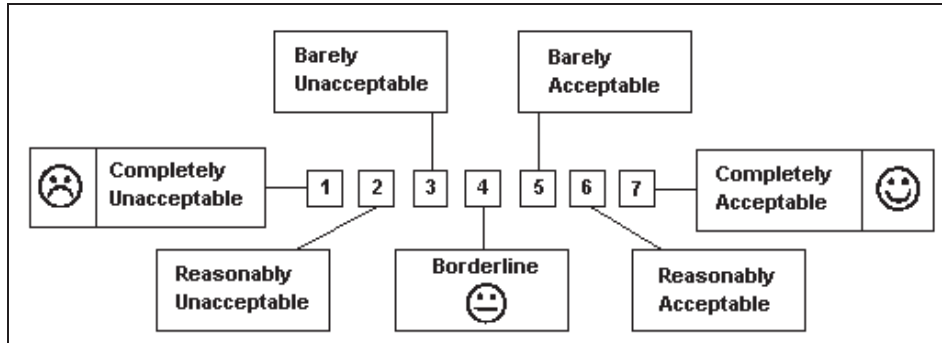 Barely
Unacceptable
Barely
Acceptable
Completely
Unacceptable
1 2 3 4 5 6 7
Completely
Acceptable
Reasonably
Unacceptable
Borderline
Reasonably
Acceptable